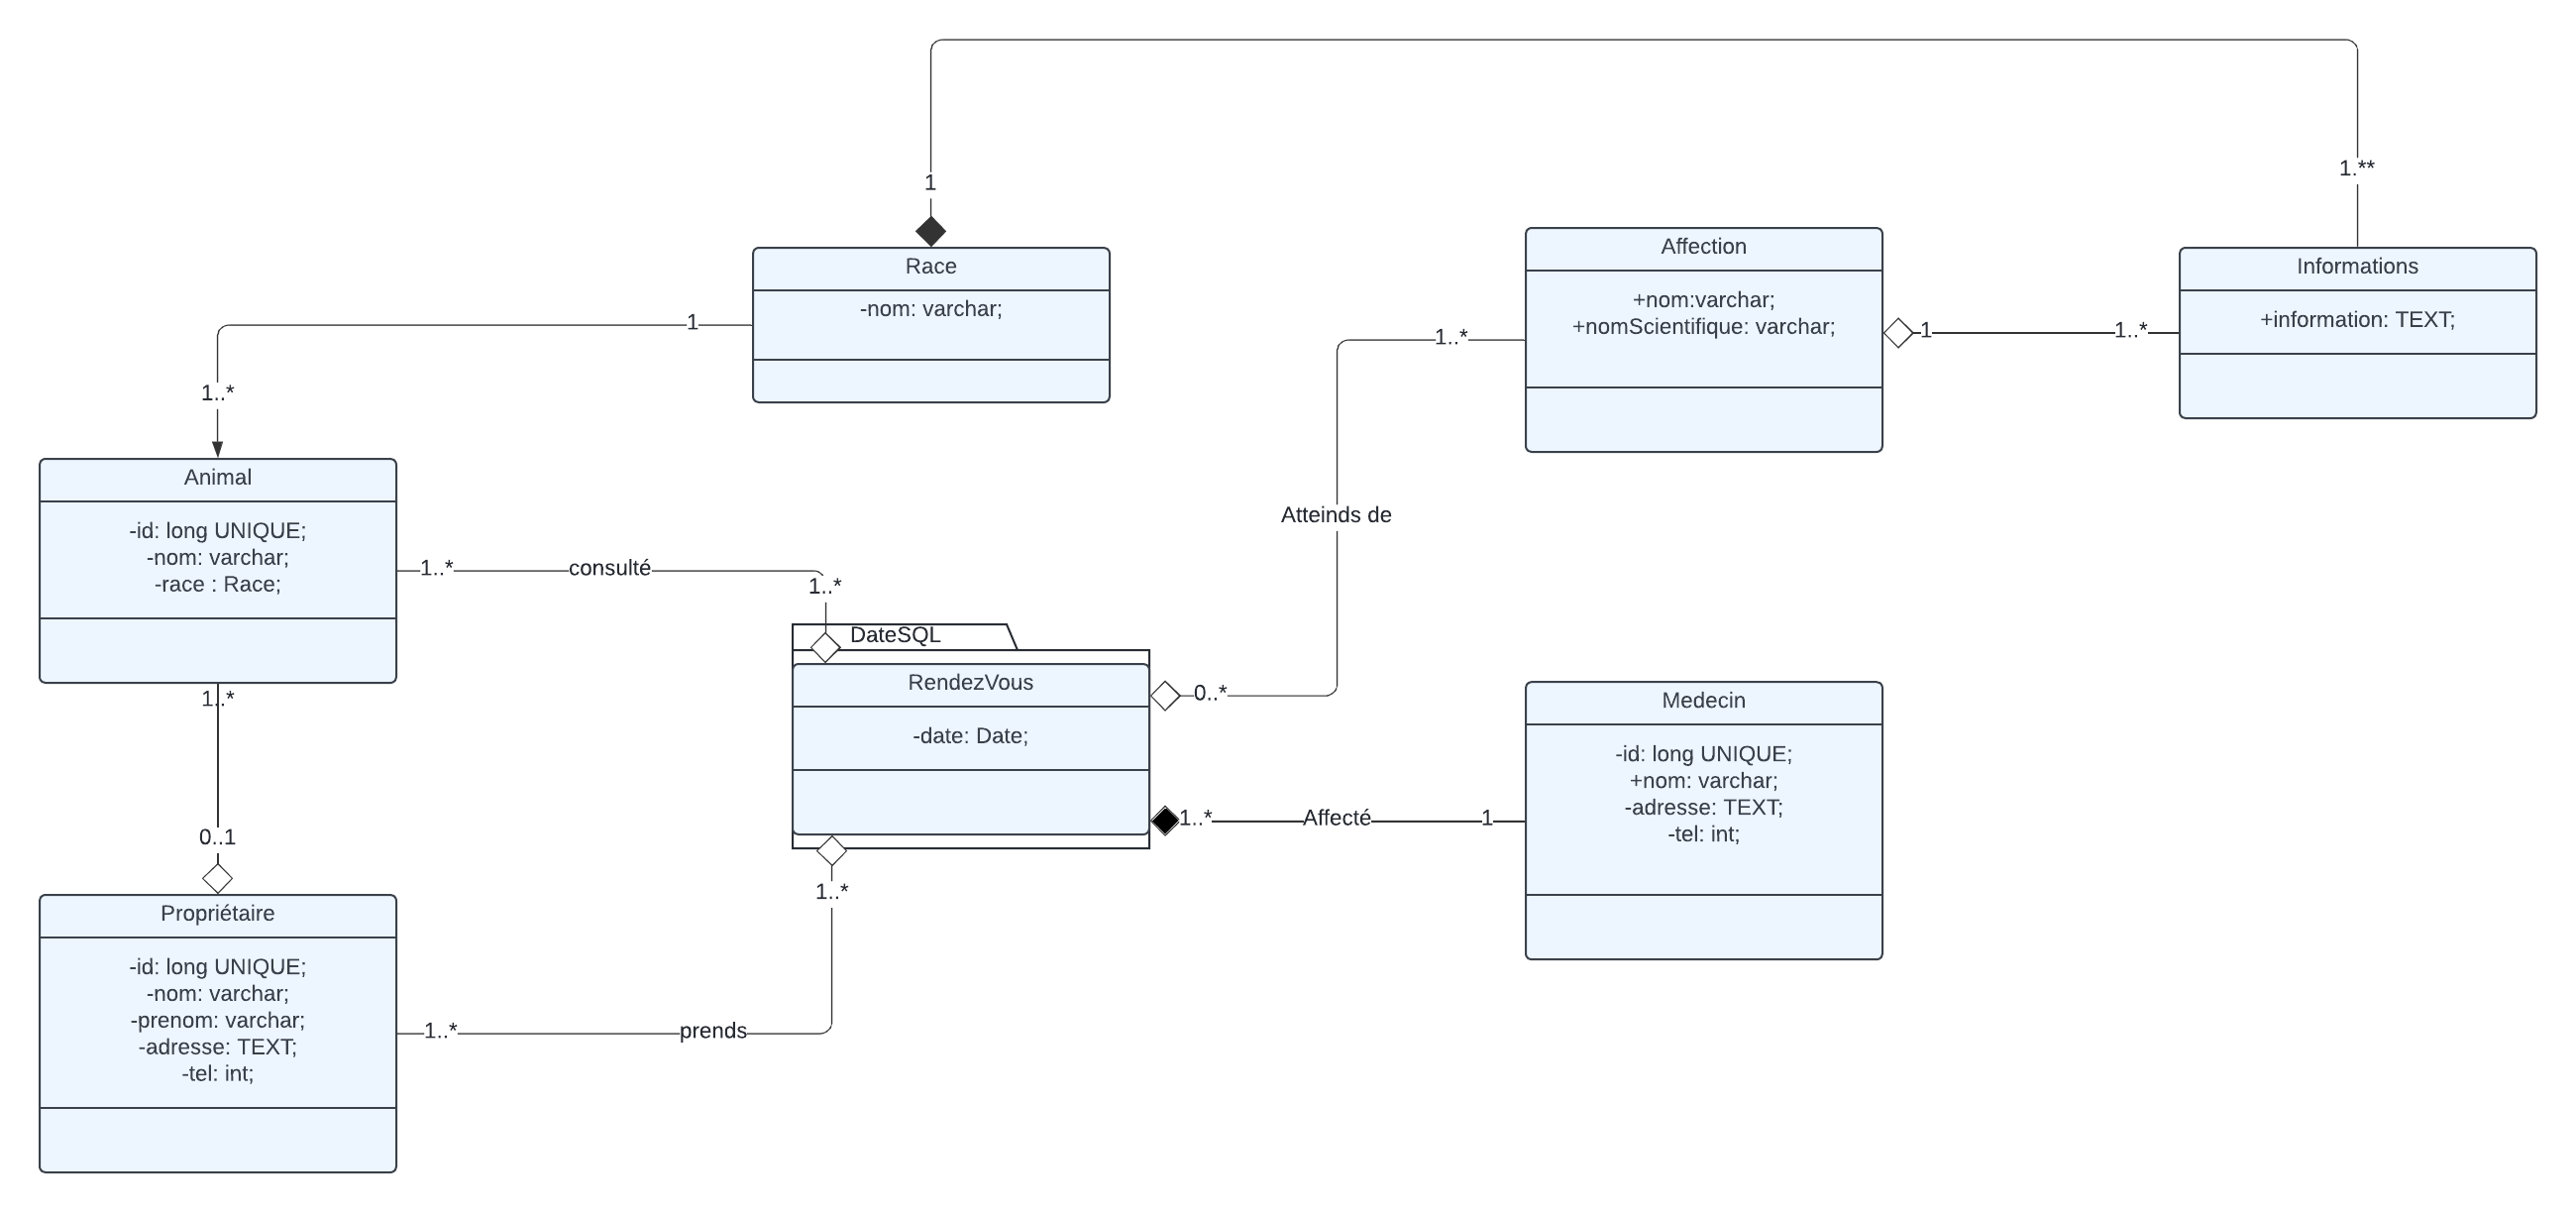 1
1.**
Race
-nom: varchar;
Affection
+nom:varchar;
+nomScientifique: varchar;
Informations
+information: TEXT;
1
1..*
1..*
1
1..*
Animal
-id: long UNIQUE;
-nom: varchar;
-race : Race;
Atteinds de
1..*
consulté
1..*
DateSQL
RendezVous
-date: Date;
0..*
Medecin
-id: long UNIQUE;
+nom: varchar;
-adresse: TEXT;
-tel: int;
1..*
Affecté
1
1..*
0..1
Propriétaire
-id: long UNIQUE;
-nom: varchar;
-prenom: varchar;
-adresse: TEXT;
-tel: int;
1..*
1..*
prends